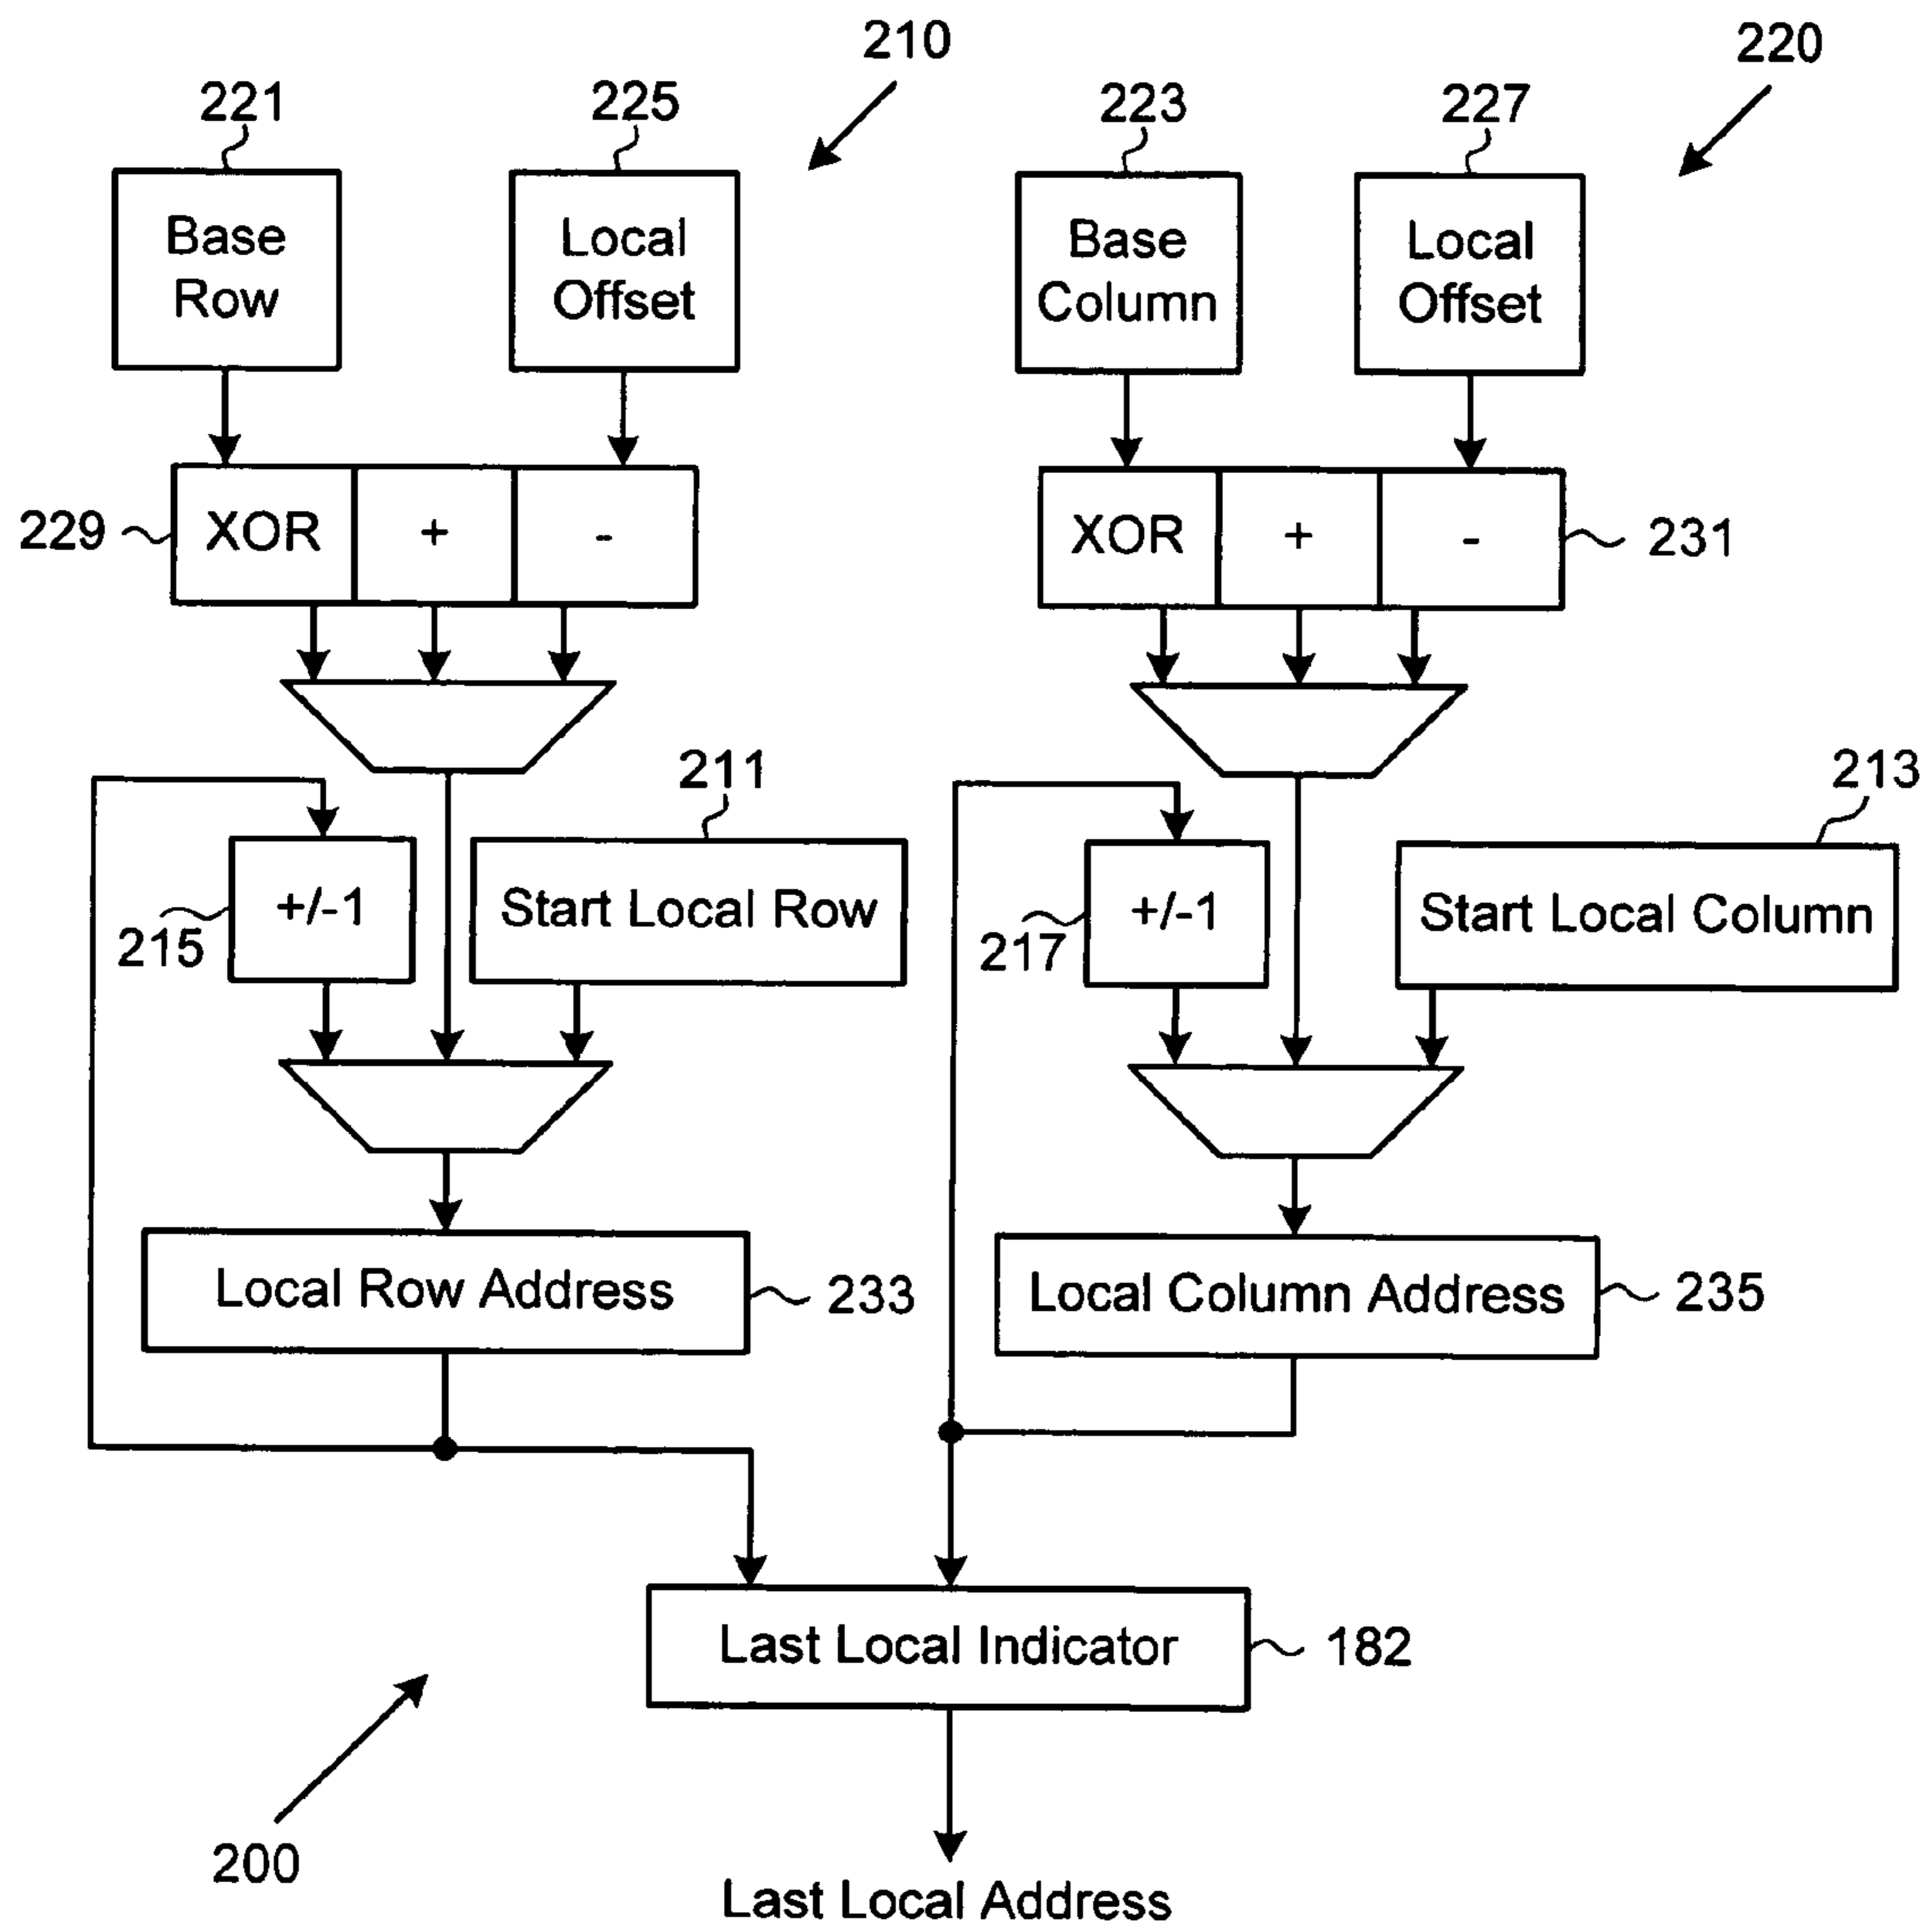 210
220
221
225
223
227
Base
Row
Local
Offset
Base
Column
Local
Offset
229
XOR
+
-
XOR
+
-
231
211
213
+/-1
Start Local Row
+/-1
Start Local Column
215
217
Local Row Address
233
Local Column Address
235
Last Local Indicator
182
200
Last Local Address